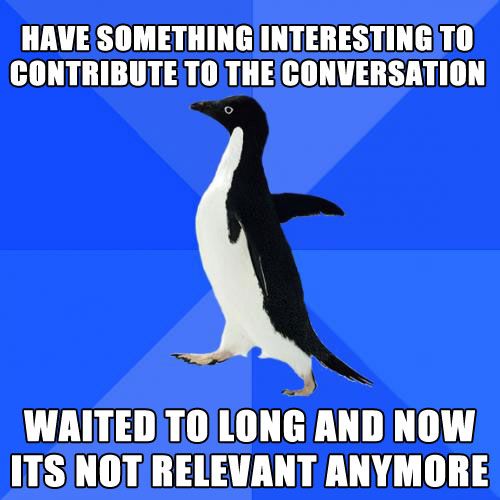 HAVE SOMETHING INTERESTING TO
CONTRIBUTE TO THE CONVERSATION
WAITED TO LONG AND NOW
ITS NOT RELEVANT ANYMORE